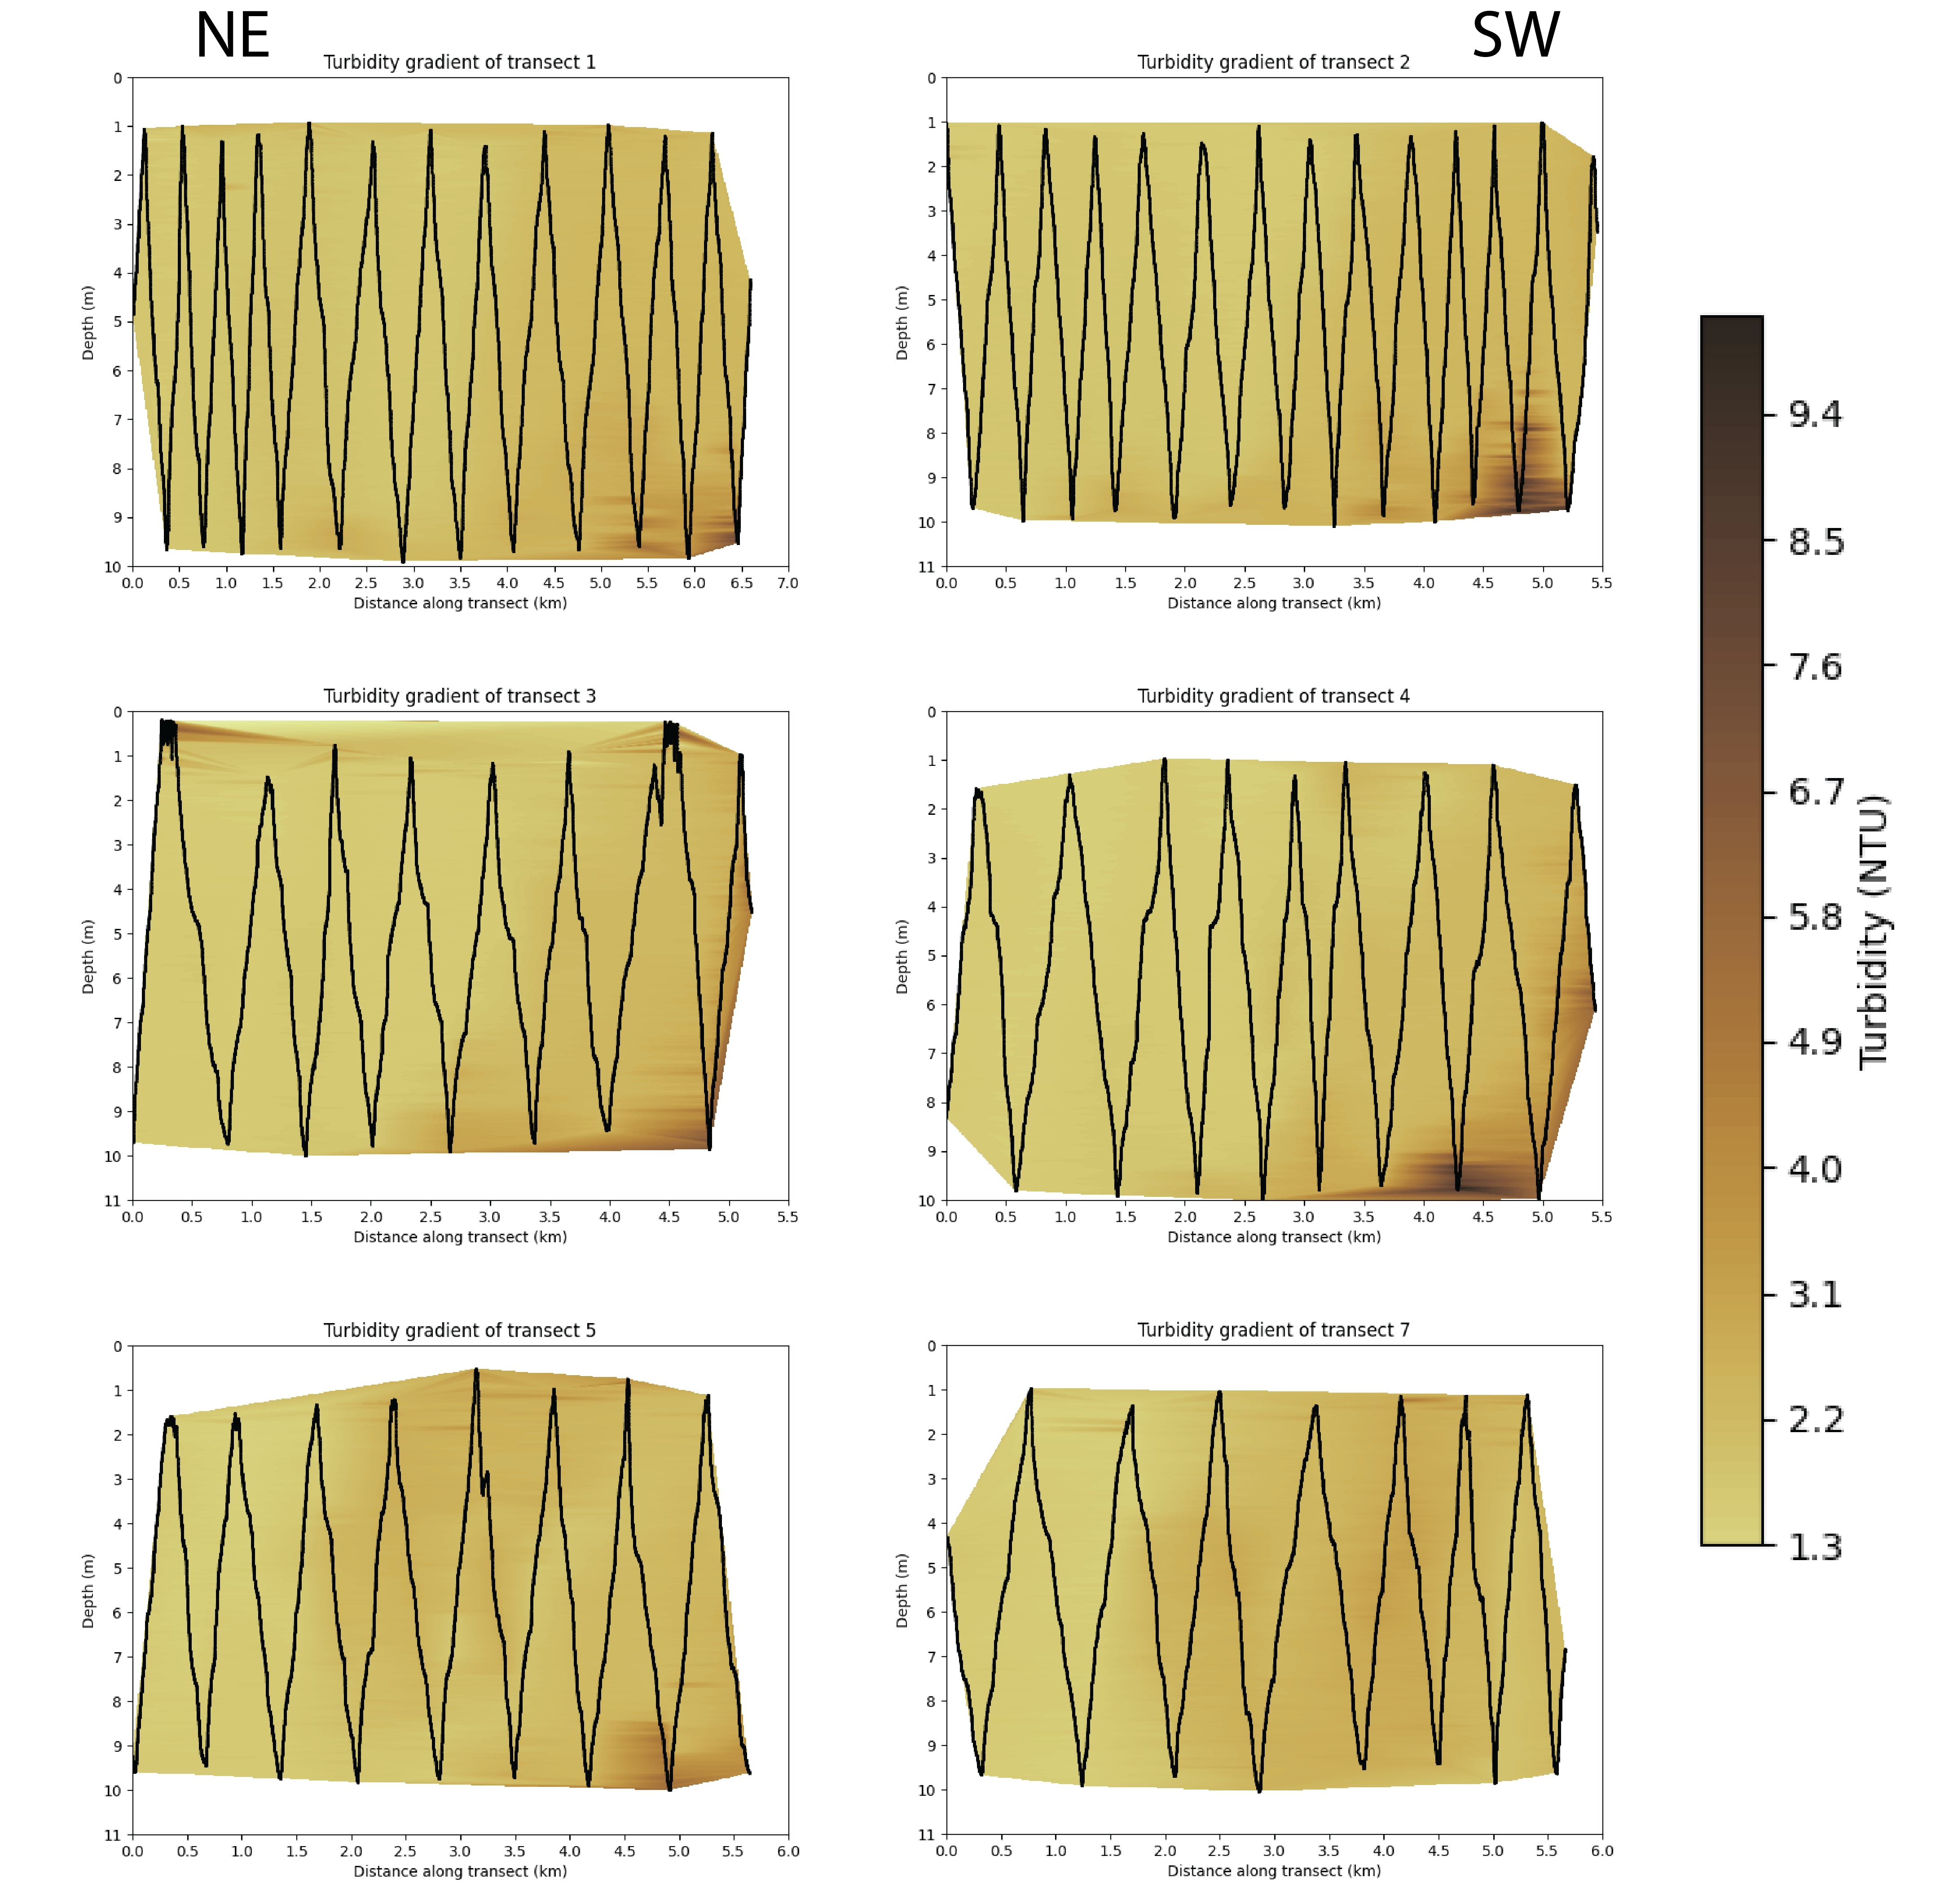 NE
SW
Turbidity gradient of transect 1
0
1
2
3
4
5
6
7
8
9
10
Depth (m)
0.0 0.5 1.0 1.5 2.0 2.5 3.0 3.5 4.0 4.5 5.0 5.5 6.0 6.5 7.0
Distance along transect (km)
Turbidity gradient of transect 2
0
1
2
3
4
5
6
7
8
9
10
11
Depth (m)
0.0 0.5 1.0 1.5 2.0 2.5 3.0 3.5 4.0 4.5 5.0 5.5
Distance along transect (km)
Turbidity gradient of transect 3
0
1
2
3
4
5
6
7
8
9
10
11
Depth (m)
0.0 0.5 1.0 1.5 2.0 2.5 3.0 3.5 4.0 4.5 5.0 5.5
Distance along transect (km)
Turbidity gradient of transect 4
0
1
2
3
4
5
6
7
8
9
10
Depth (m)
0.0 0.5 1.0 1.5 2.0 2.5 3.0 3.5 4.0 4.5 5.0 5.5
Distance along transect (km)
Turbidity gradient of transect 5
0
1
2
3
4
5
6
7
8
9
10
11
Depth (m)
0.0 0.5 1.0 1.5 2.0 2.5 3.0 3.5 4.0 4.5 5.0 5.5 6.0
Distance along transect (km)
Turbidity gradient of transect 7
0
1
2
3
4
5
6
7
8
9
10
11
Depth (m)
0.0 0.5 1.0 1.5 2.0 2.5 3.0 3.5 4.0 4.5 5.0 5.5 6.0
Distance along transect (km)
9.4
8.5
7.6
6.7
5.8
4.9
4.0
3.1
2.2
1.3
Turbidity (NTU)